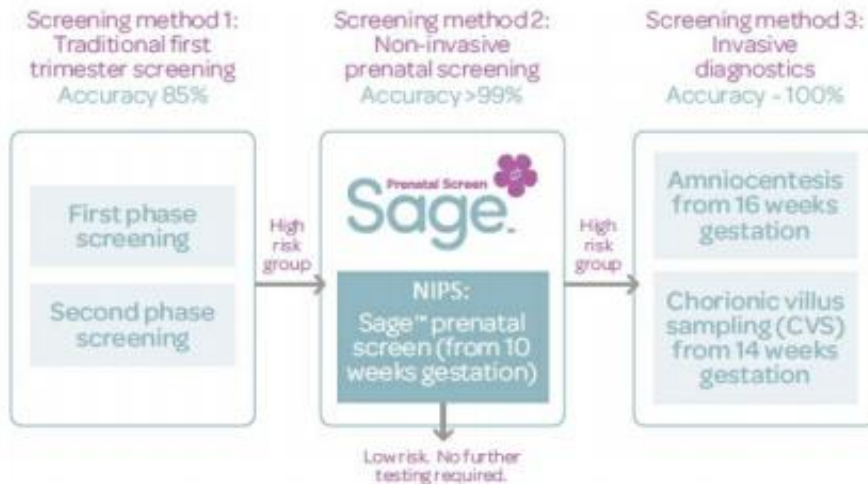 Screening method 1:
Traditional first
trimester screening
Accuracy 85%
First phase
screening
Second phase
screening
High
risk
group
Screening method 2:
Non-invasive
prenatal screening
Accuracy >99%
Prenatal Screen
Sage™
NIPS:
Sage™ prenatal
screen (from 10
weeks gestation)
Low risk. No further
testing required.
High
risk
group
Screening method 3:
Invasive
diagnostics
Accuracy ~ 100%
Amniocentesis
from 16 weeks
gestation
Chorionic villus
sampling (CVS)
from 14 weeks
gestation